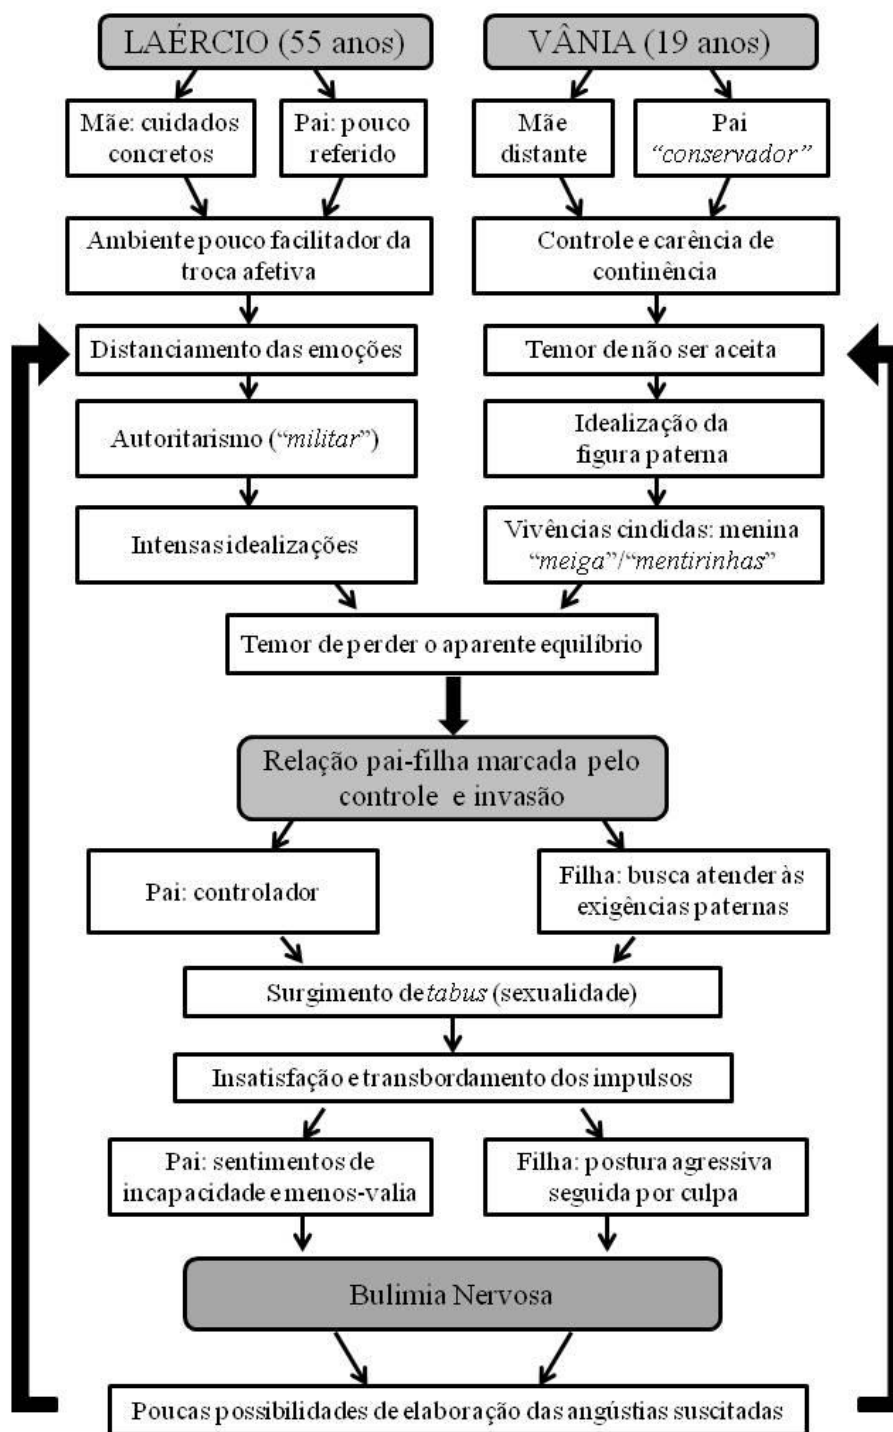 LAÉRCIO (55 anos)
VÂNIA (19 anos)
Mãe: cuidados
concretos
Pai: pouco
referido
Mãe
distante
Pai
“conservador”
Ambiente pouco facilitador da
troca afetiva
Controle e carência de
continência
Distanciamento das emoções
Temor de não ser aceita
Autoritarismo (“militar”)
Idealização da
figura paterna
Intensas idealizações
Vivências cindidas: menina
“meiga”/“mentirinhas”
Temor de perder o aparente equilíbrio
Relação pai-filha marcada pelo
controle e invasão
Pai: controlador
Filha: busca atender às
exigências paternas
Surgimento de tabus (sexualidade)
Insatisfação e transbordamento dos impulsos
Pai: sentimentos de
incapacidade e menos-valia
Filha: postura agressiva
seguida por culpa
Bulimia Nervosa
Poucas possibilidades de elaboração das angústias suscitadas